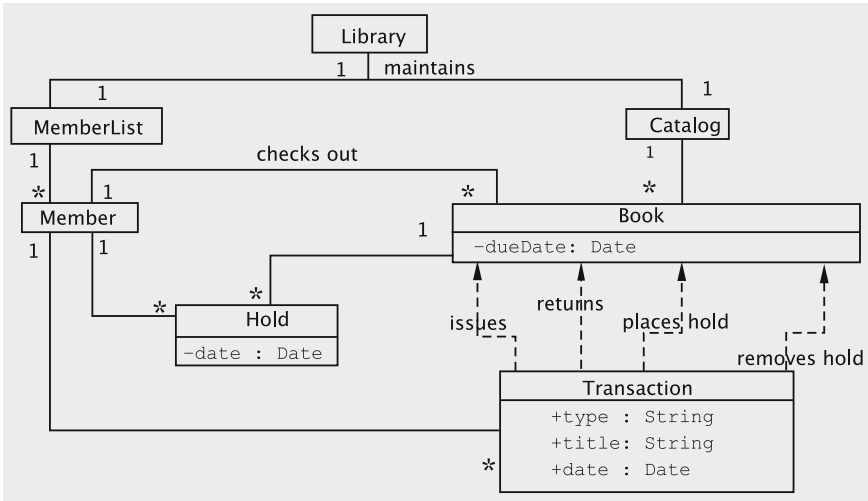 Library
1
maintains
1
1
MemberList
Catalog
1
checks out
1
*
1
*
*
Member
1
Book
1
1
-dueDate: Date
*
*
Hold
issues
returns
places hold
-date : Date
removes hold
Transaction
+type : String
+title: String
*
+date : Date